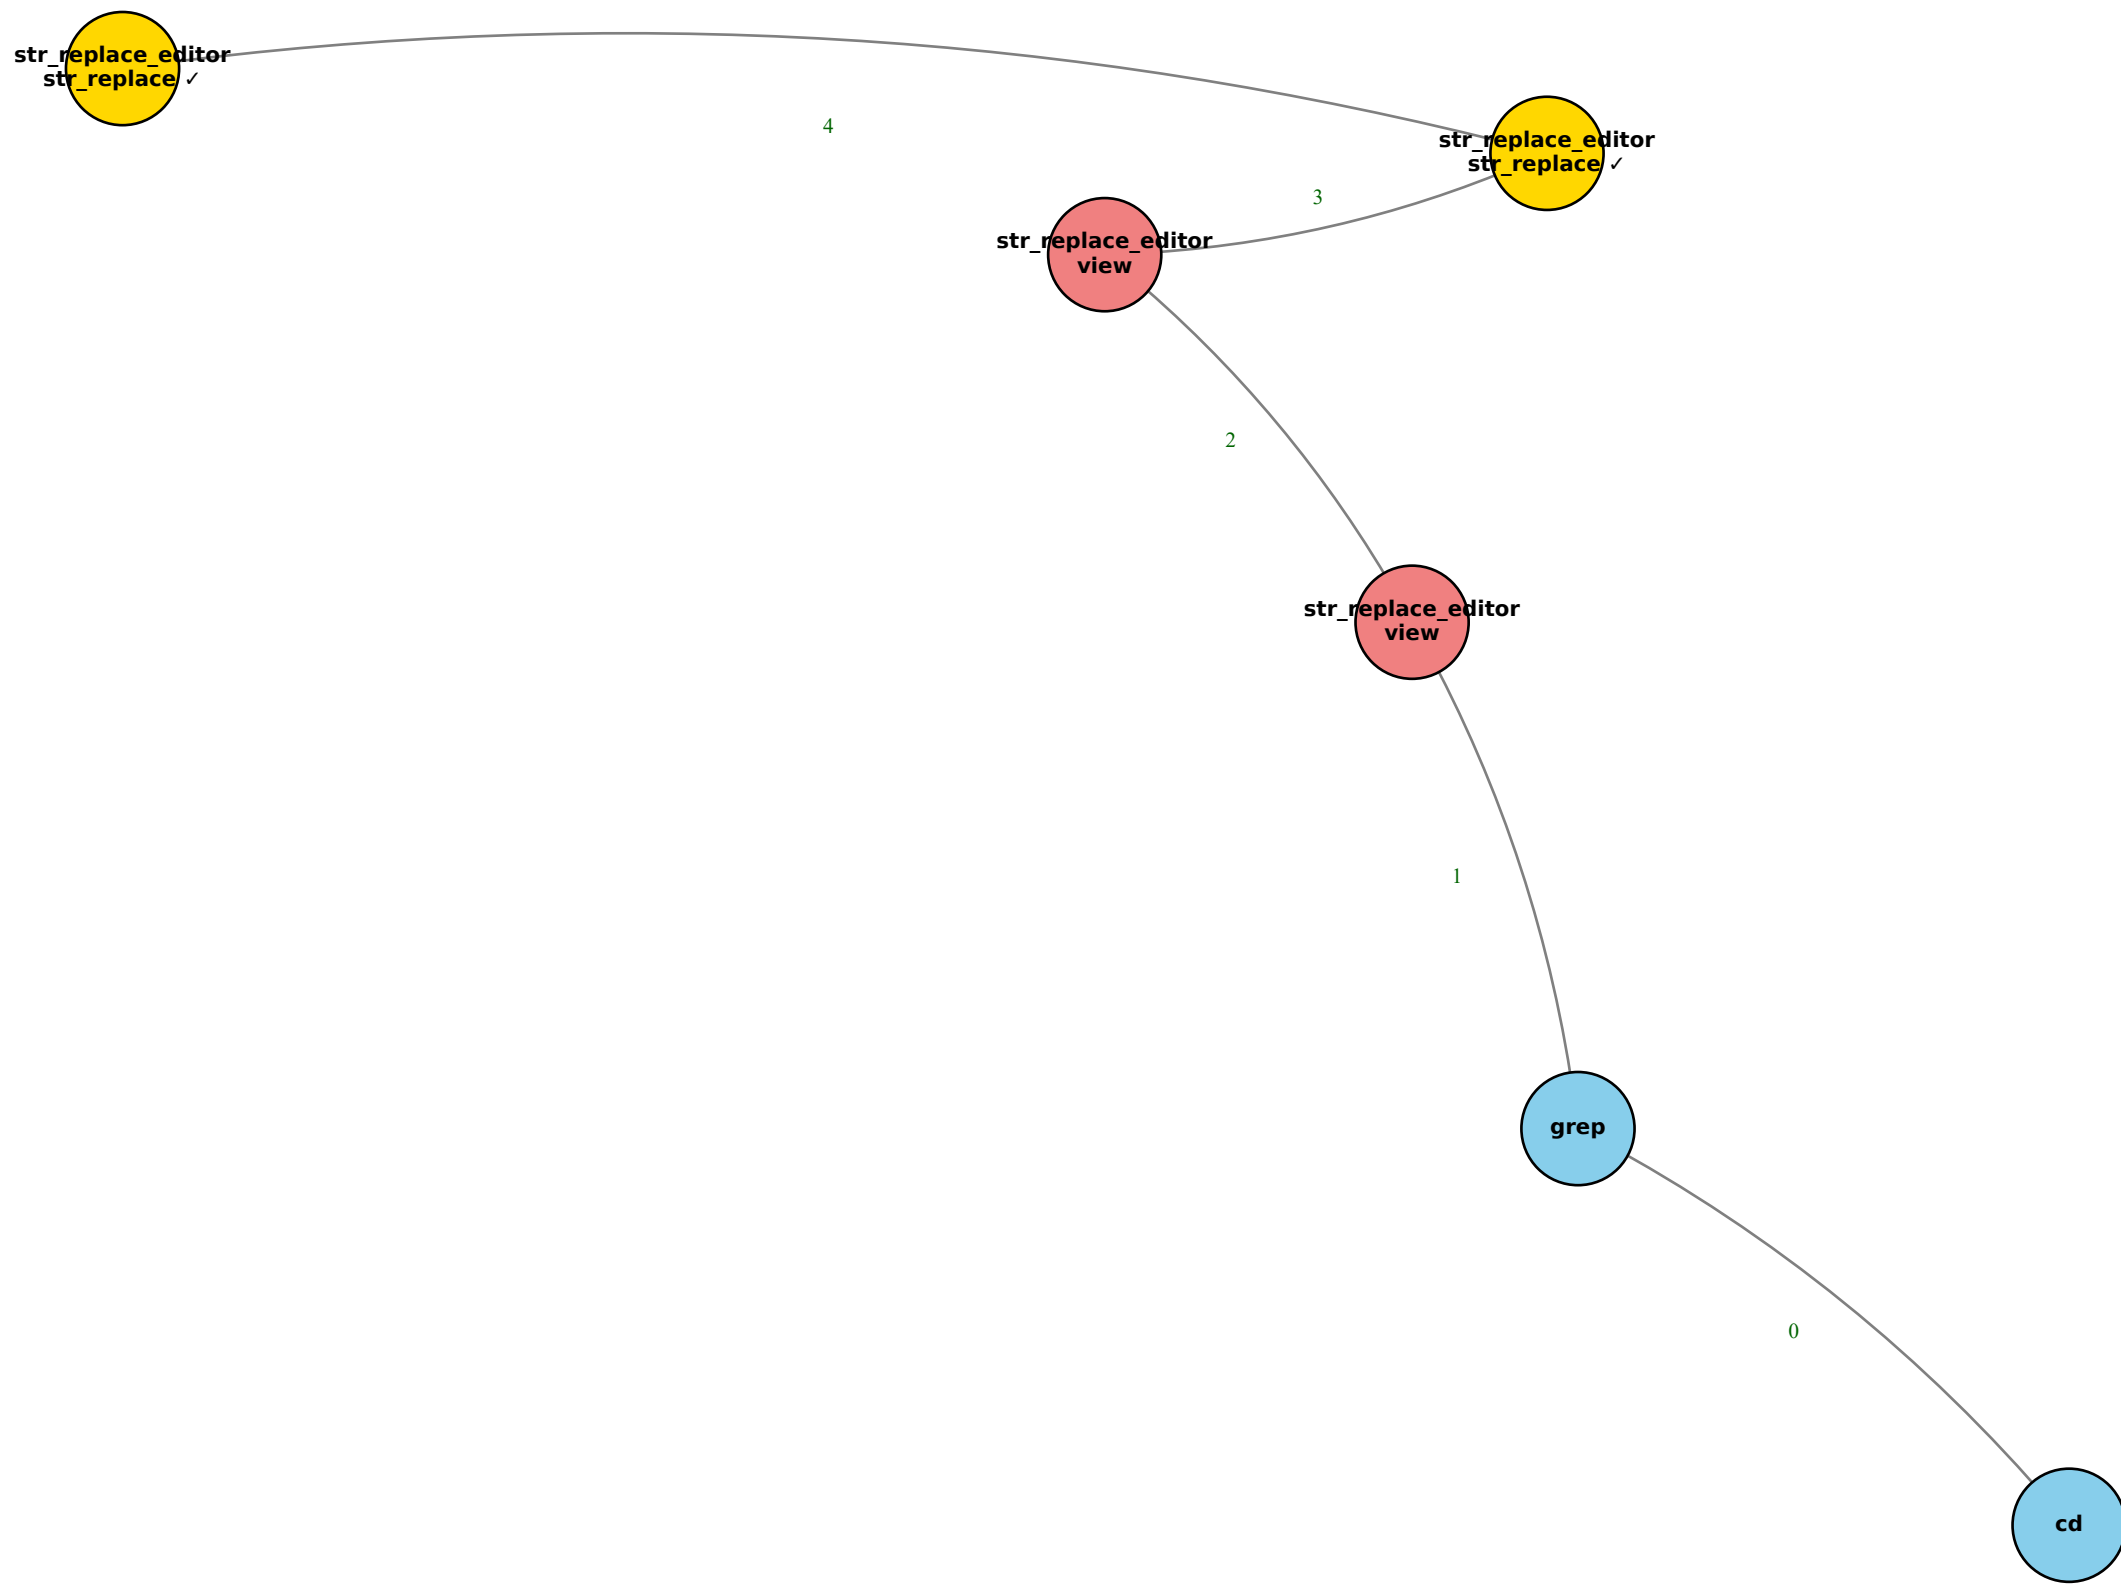 str_replace_editor
str_replace ✓
4
str_replace_editor
str_replace ✓
3
str_replace_editor
view
2
str_replace_editor
view
1
grep
0
cd